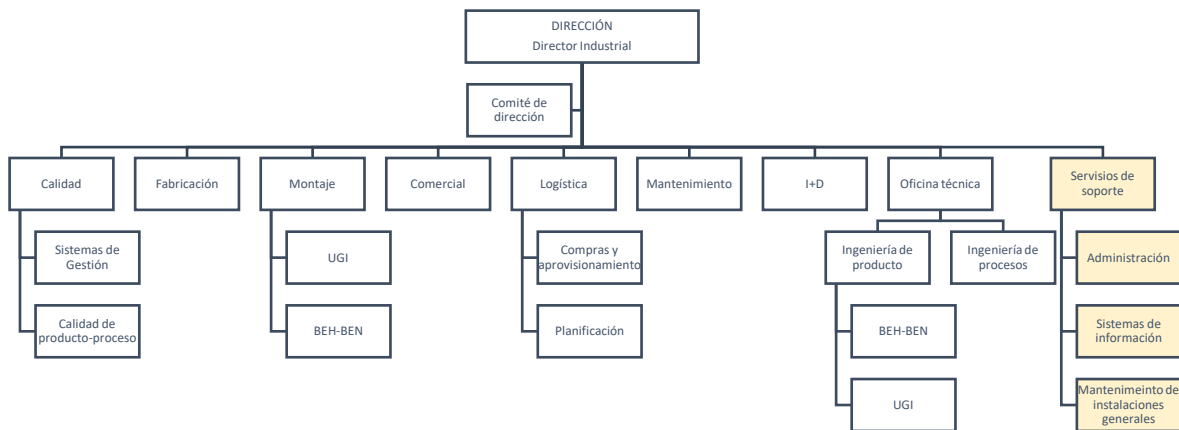 DIRECCIÓN
Director Industrial
Comité de
dirección
Calidad
Fabricación
Montaje
Comercial
Logística
Mantenimiento
I+D
Oficina técnica
Servisios de
soporte
Sistemas de
Gestión
UGI
Compras y
aprovisionamiento
Ingeniería de
producto
Ingeniería de
procesos
Administración
Calidad de
producto-proceso
BEH-BEN
Planificación
BEH-BEN
Sistemas de
información
UGI
Mantenimeinto de
instalaciones
generales